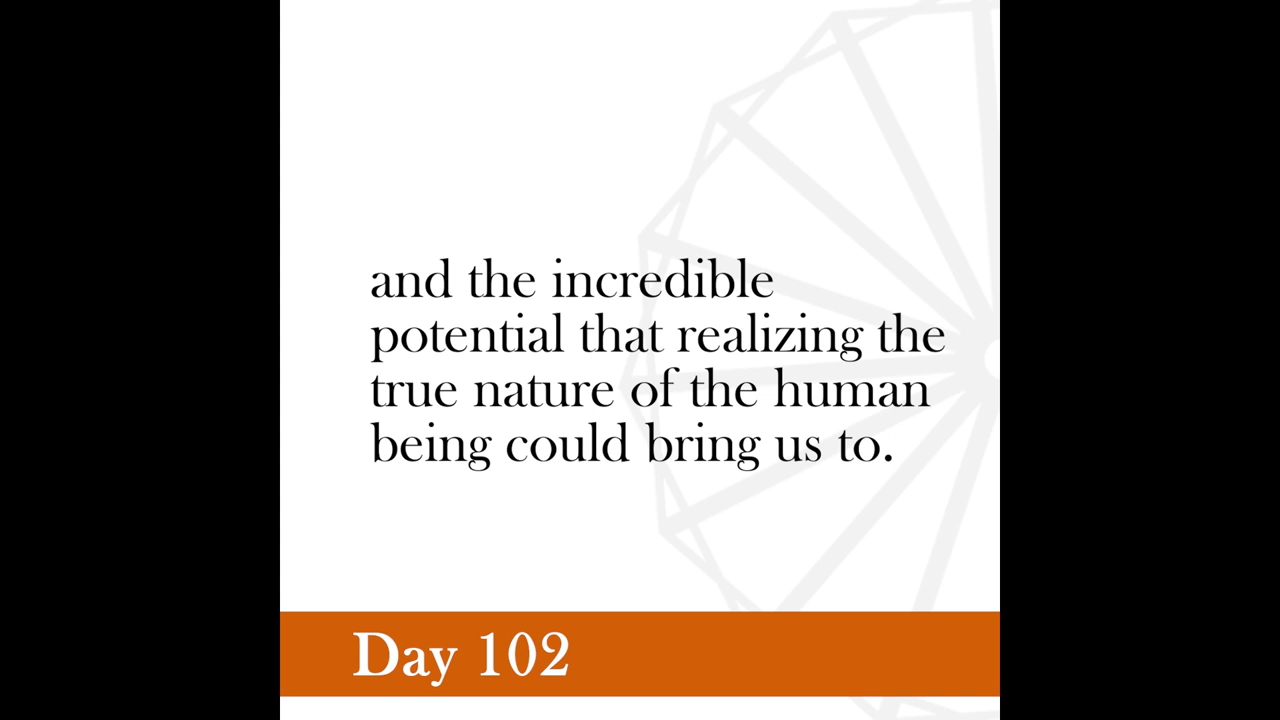 and the incredible
potential that realizing the
true nature of the human
being could bring us to.
Day 102